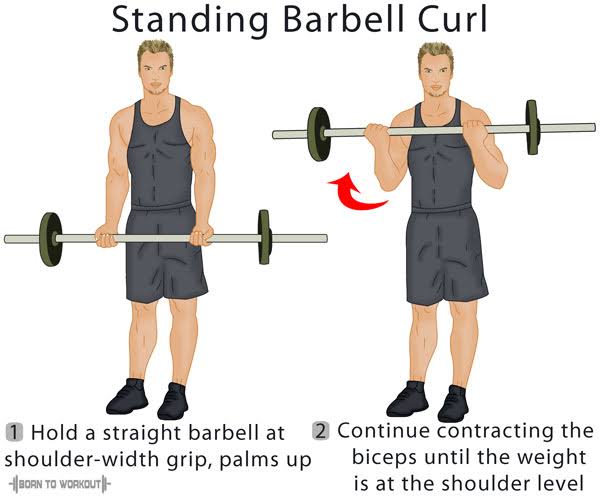 Standing Barbell Curl
1 Hold a straight barbell at
shoulder-width grip, palms up
2 Continue contracting the
biceps until the weight
is at the shoulder level
BORN TO WORKOUT